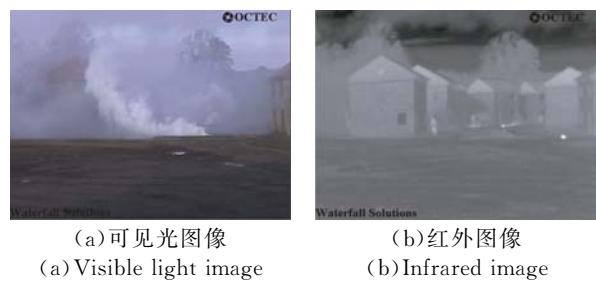 OCTEC
OCTEC
Waterfall Solutions
Waterfall Solutions
(a)可见光图像
(b)红外图像
(a)Visible light image
(b)Infrared image